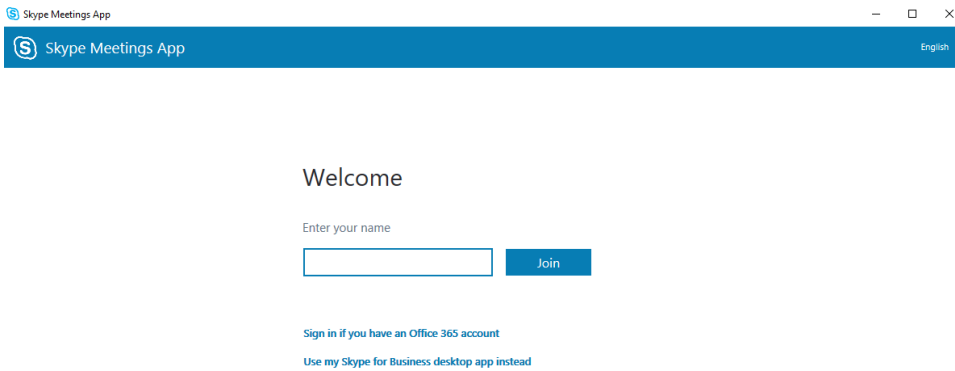 Skype Meetings App
Skype Meetings App English
Welcome
Enter your name
Join
Sign in if you have an Office 365 account
Use my Skype for Business desktop app instead